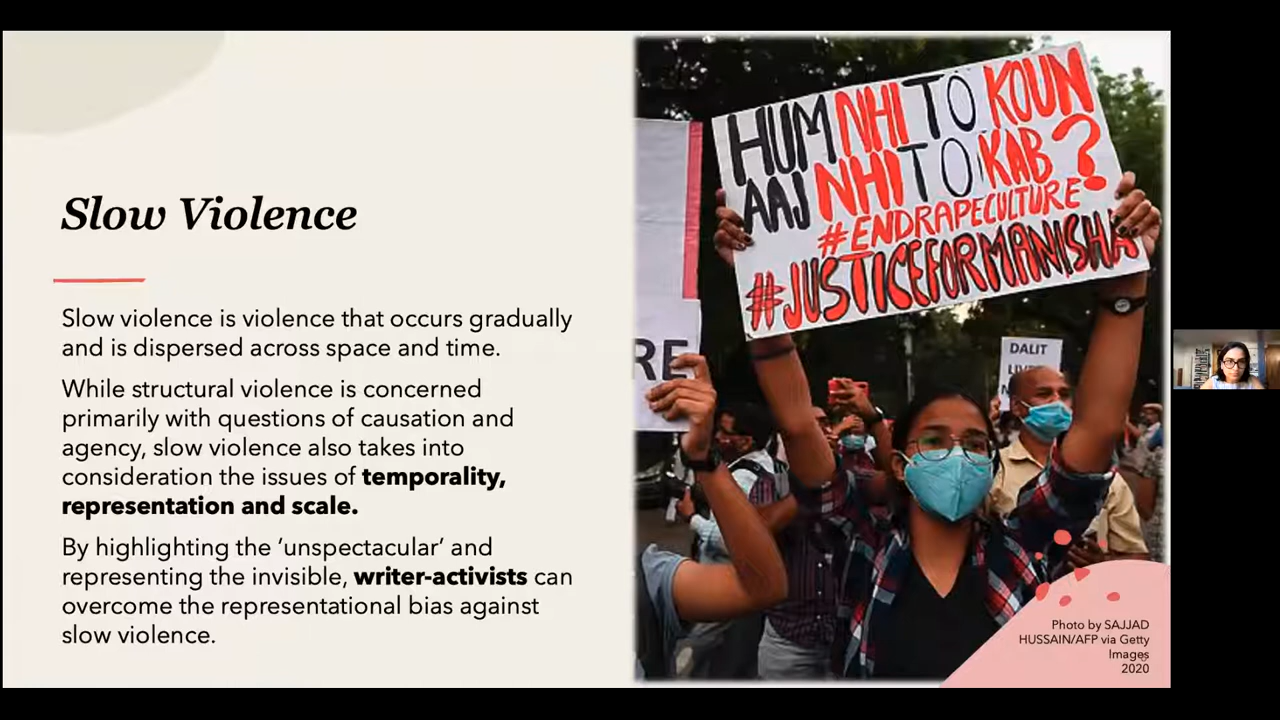 Slow Violence
Slow violence is violence that occurs gradually
and is dispersed across space and time.
While structural violence is concerned
primarily with questions of causation and
agency, slow violence also takes into
consideration the issues of temporality,
representation and scale.
By highlighting the ‘unspectacular’ and
representing the invisible, writer-activists can
overcome the representational bias against
slow violence.
HUM NHI TO KOUN
AAJ NHI TO KAB ?
#ENDRAPECULTURE
#JUSTICEFORMANISHA
RE
DALIT
Photo by SAJJAD
HUSSAIN/AFP via Getty
Images
2020